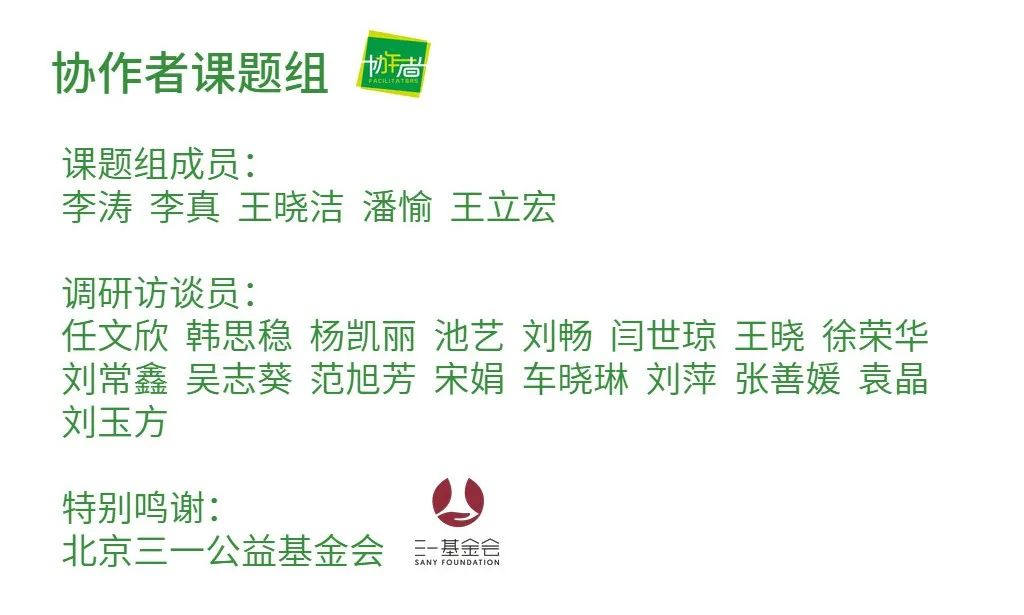 协作者课题组
协作者
FACILITATORS
课题组成员：
李涛 李真 王晓洁 潘愉 王立宏
调研访谈员：
任文欣 韩思稳 杨凯丽 池艺 刘畅 闫世琼 王晓 徐荣华
刘常鑫 吴志葵 范旭芳 宋娟 车晓琳 刘萍 张善媛 袁晶
刘玉方
特别鸣谢：
北京三一公益基金会
三一基金会
SANY FOUNDATION